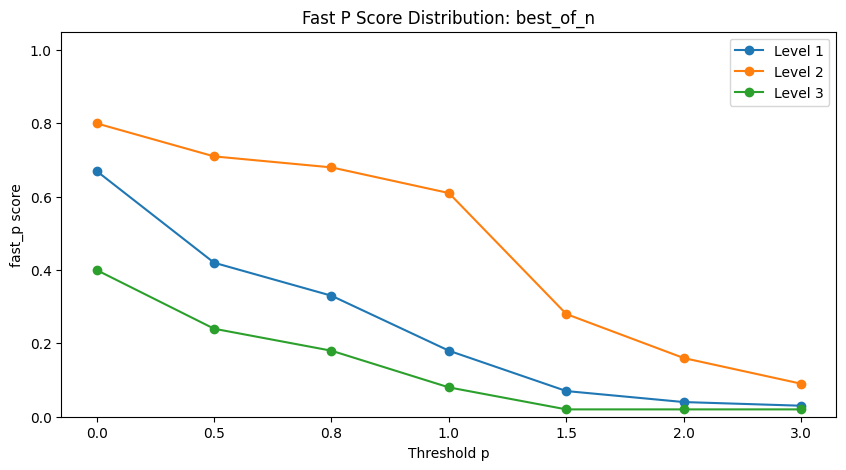 Fast P Score Distribution: best_of_n
1.0
0.8
0.6
0.4
0.2
0.0
fast_p score
Level 1
Level 2
Level 3
0.0 0.5 0.8 1.0 1.5 2.0 3.0
Threshold p